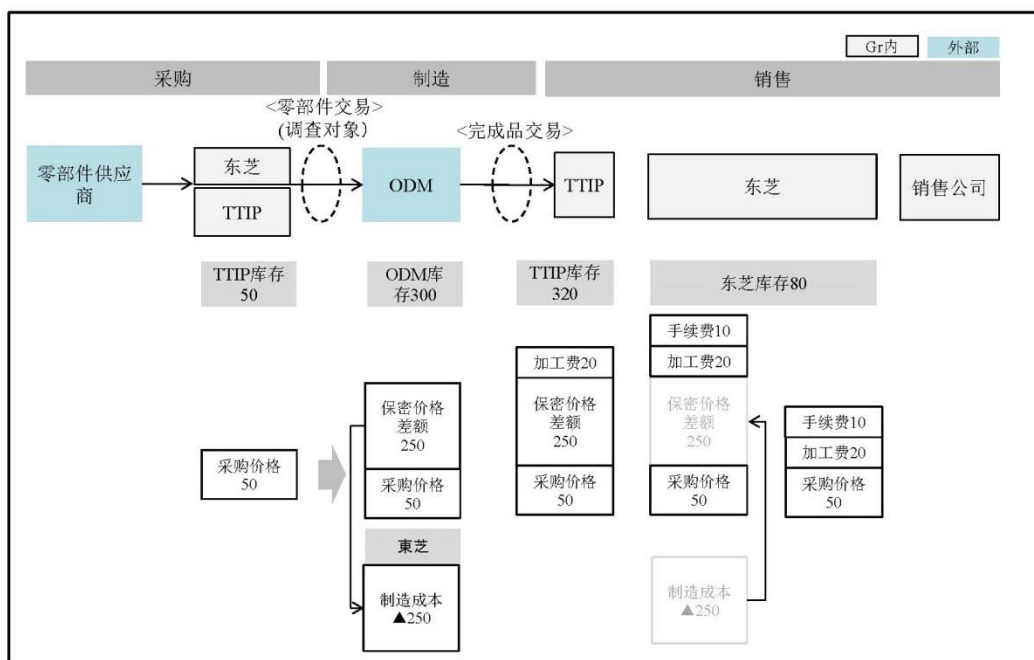 Gr内
外部
采购
制造
销售
<零部件交易>
(调查对象)
<完成品交易>
零部件供应
商
东芝
TTIP
ODM
TTIP
东芝
销售公司
TTIP库存
50
ODM库
存300
TTIP库存
320
东芝库存80
采购价格
50
保密价格
差额
250
采购价格
50
東芝
制造成本
▲250
加工费20
保密价格
差额
250
采购价格
50
手续费10
加工费20
保密价格
差额
250
采购价格
50
制造成本
▲250
手续费10
加工费20
采购价格
50